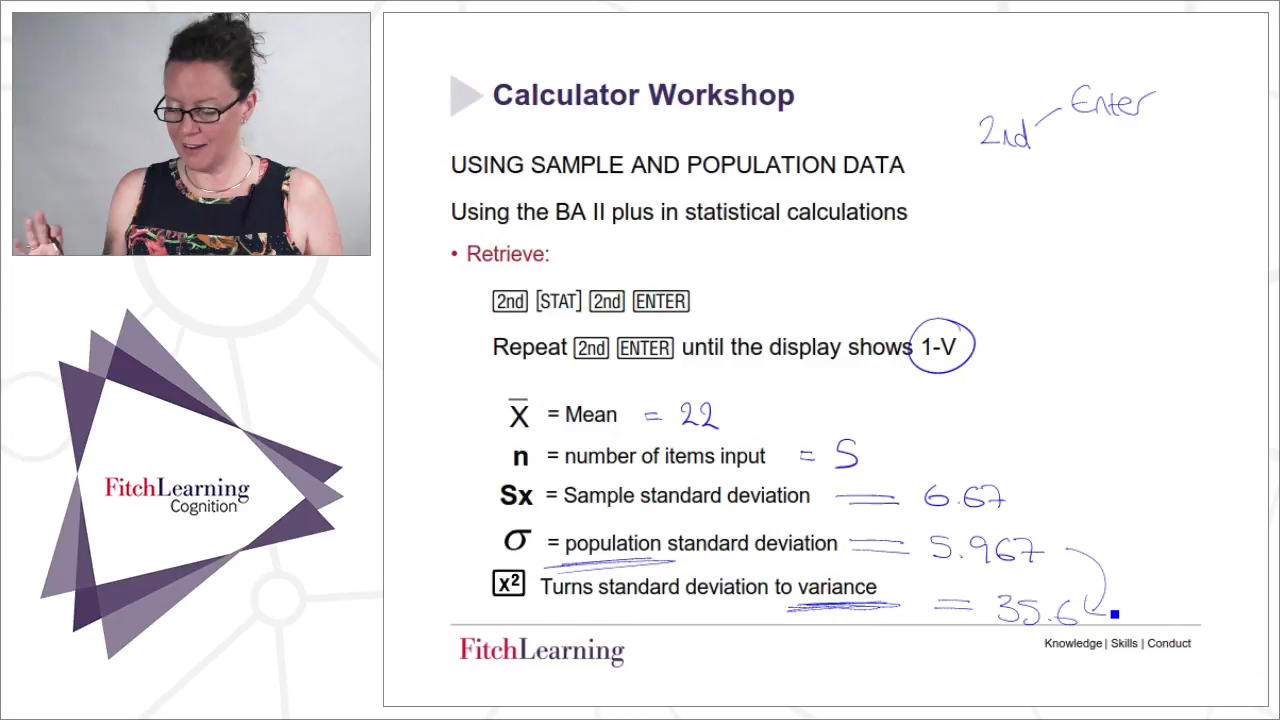 Calculator Workshop
2nd Enter
USING SAMPLE AND POPULATION DATA
Using the BA II plus in statistical calculations
• Retrieve:
2nd [STAT] 2nd ENTER
Repeat 2nd ENTER until the display shows 1-V
X̅ = Mean = 22
n = number of items input = 5
Sx = Sample standard deviation = 6.67
σ = population standard deviation = 5.967
X² Turns standard deviation to variance = 35.6
FitchLearning
Cognition
FitchLearning
Knowledge | Skills | Conduct